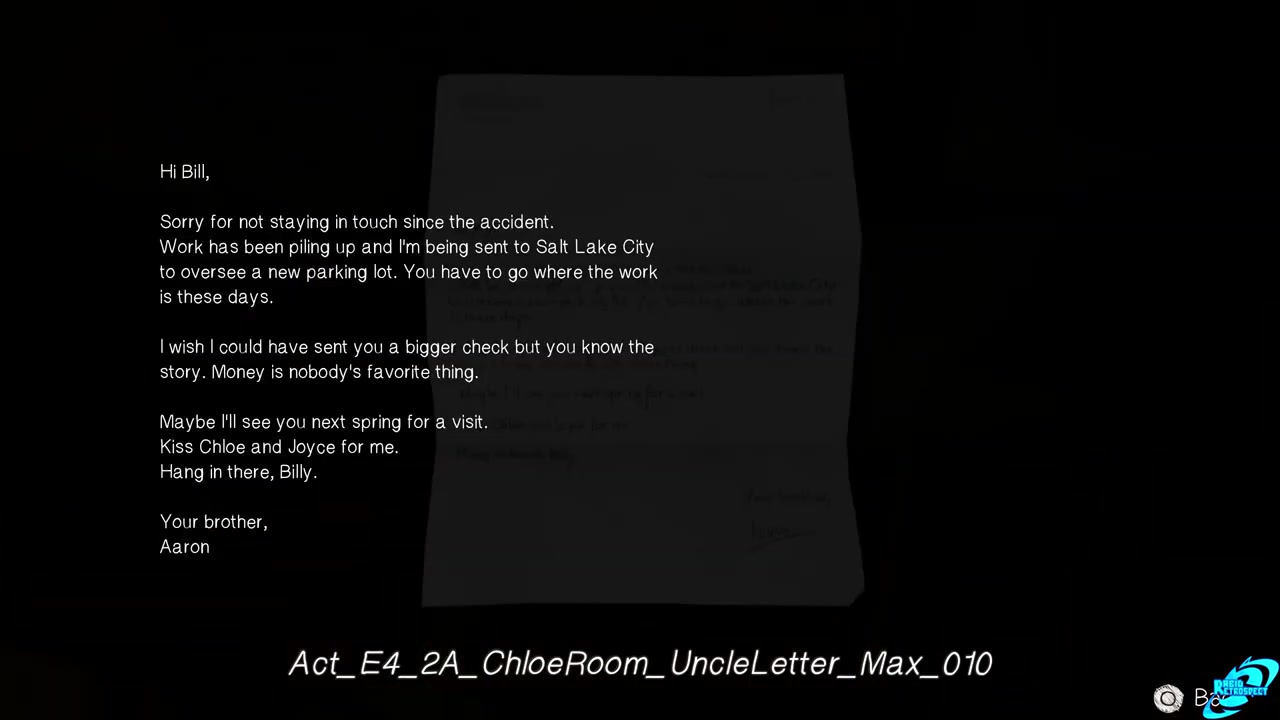 Hi Bill,
Sorry for not staying in touch since the accident.
Work has been piling up and I'm being sent to Salt Lake City
to oversee a new parking lot. You have to go where the work
is these days.
I wish I could have sent you a bigger check but you know the
story. Money is nobody's favorite thing.
Maybe I'll see you next spring for a visit.
Kiss Chloe and Joyce for me.
Hang in there, Billy.
Your brother,
Aaron
Act_E4_2A_ChloeRoom_UncleLetter_Max_010
RABID
RETROSPECT